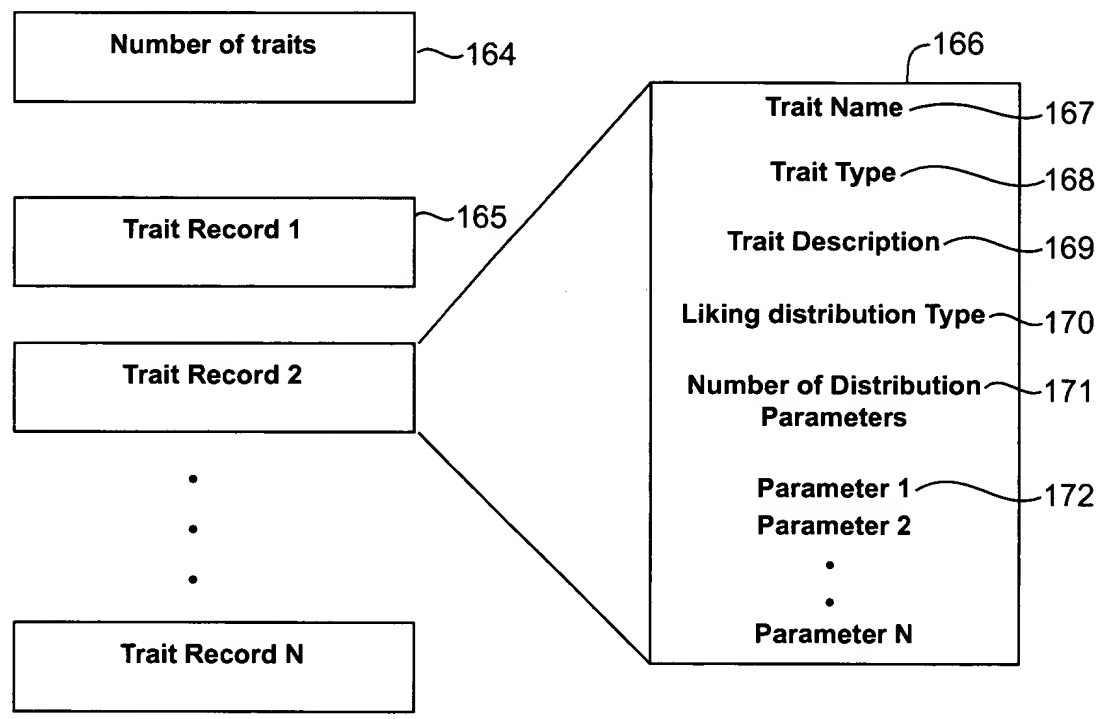 Number of traits
164
Trait Record 1
165
Trait Record 2
Trait Record N
166
Trait Name 167
Trait Type 168
Trait Description 169
Liking distribution Type 170
Number of Distribution 171
Parameters
Parameter 1 172
Parameter 2
Parameter N